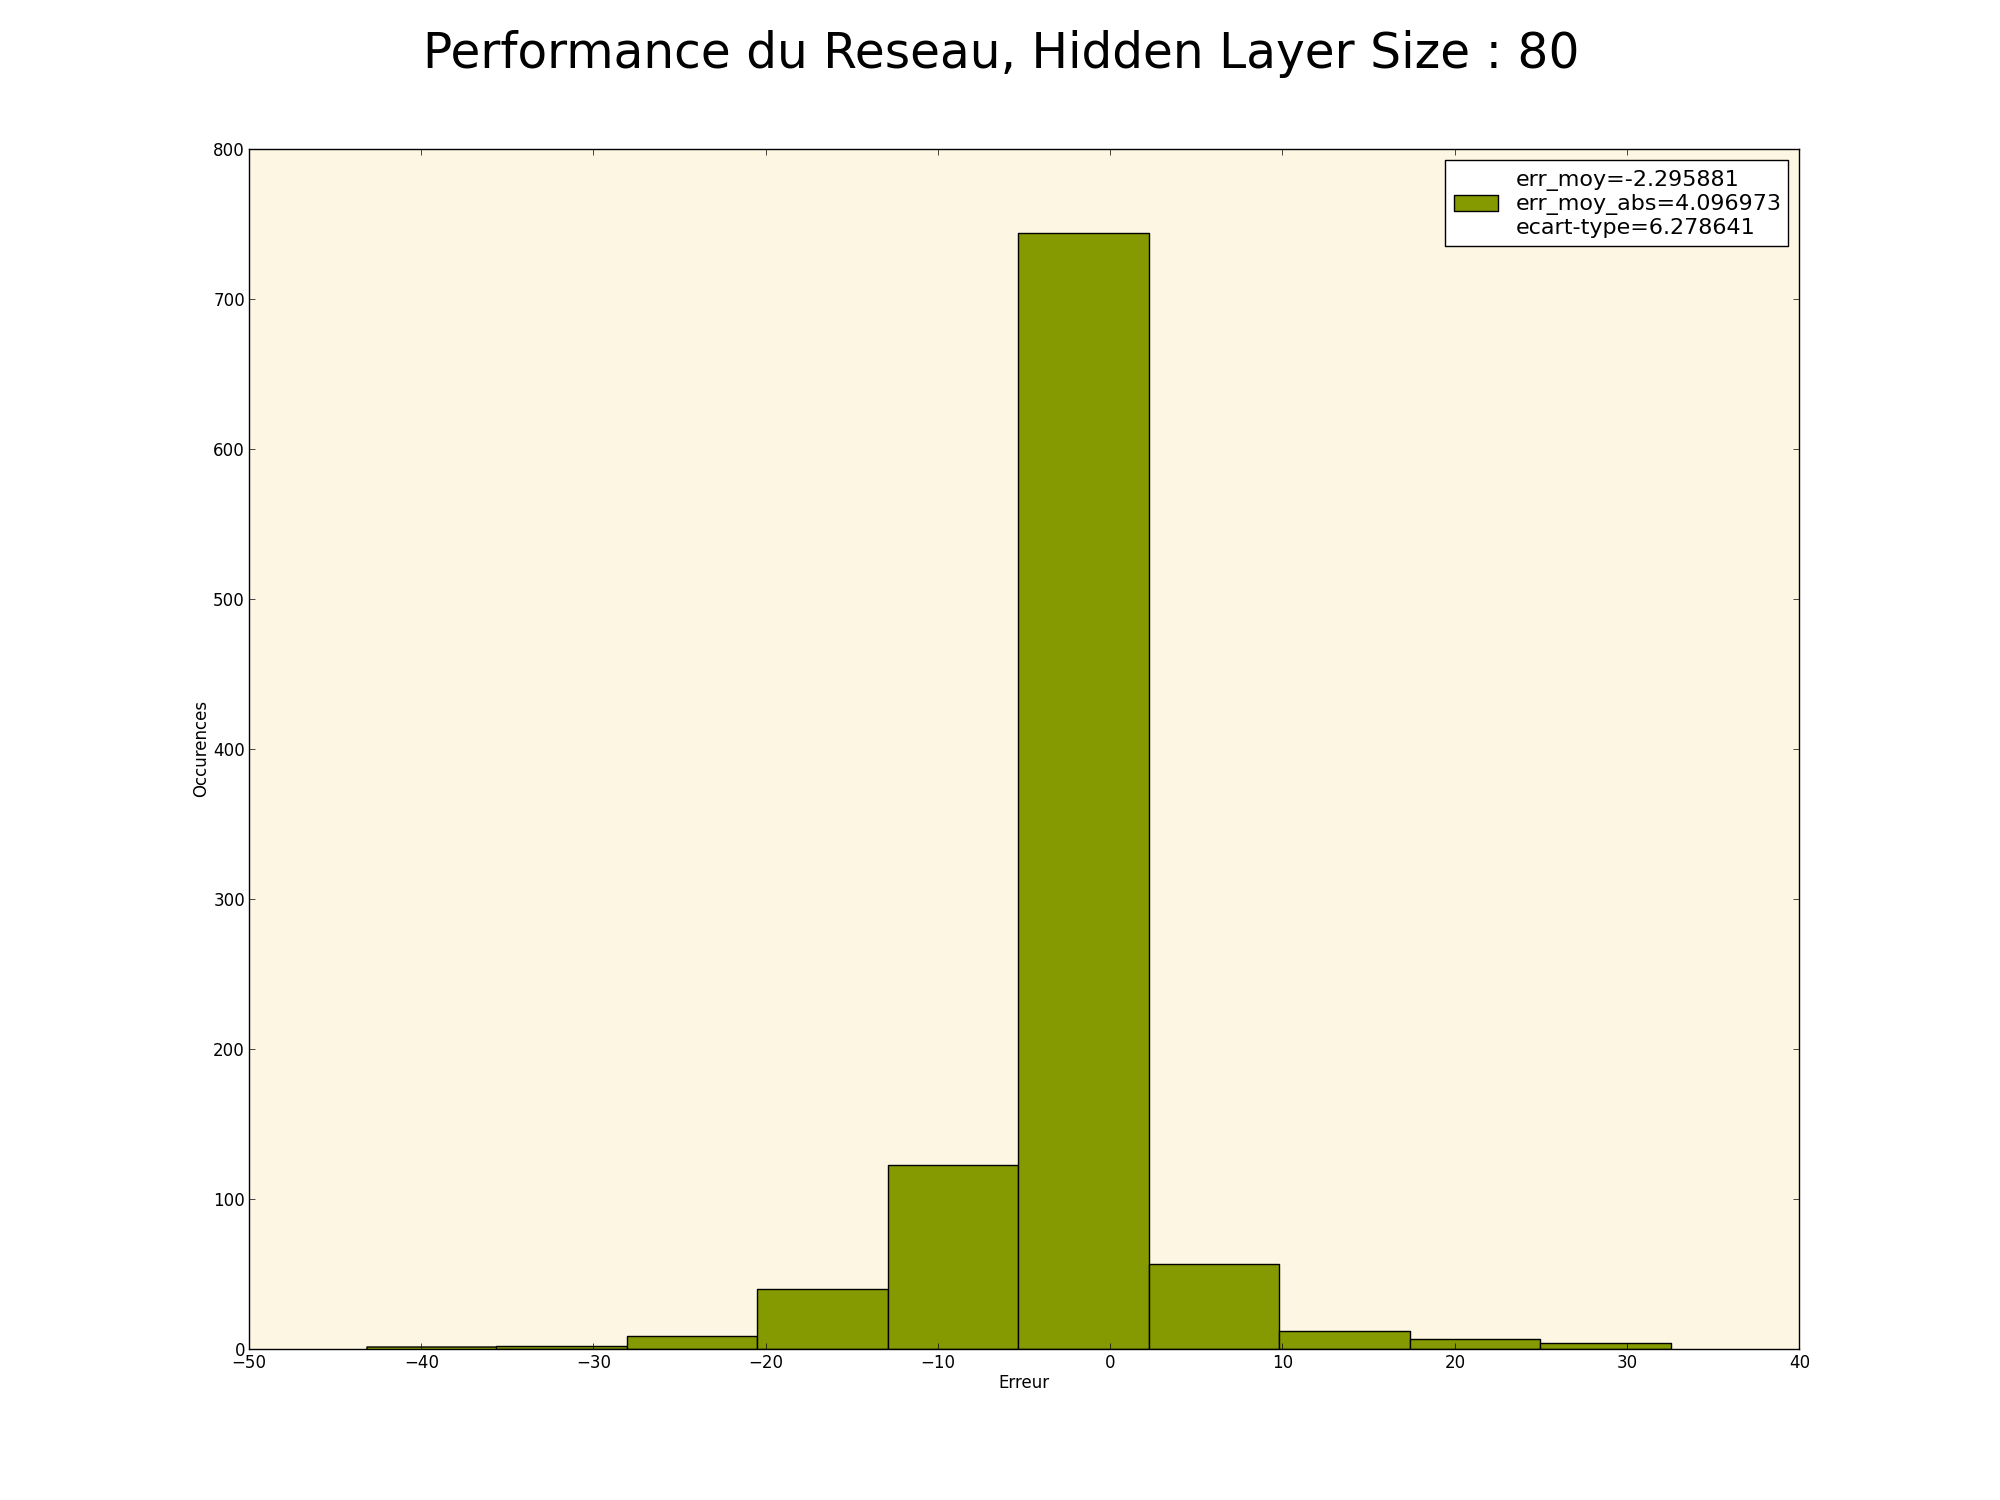 Performance du Reseau, Hidden Layer Size : 80
err_moy=-2.295881
err_moy_abs=4.096973
ecart-type=6.278641
800
700
600
500
400
300
200
100
0
Occurences
−50 −40 −30 −20 −10 0 10 20 30 40
Erreur